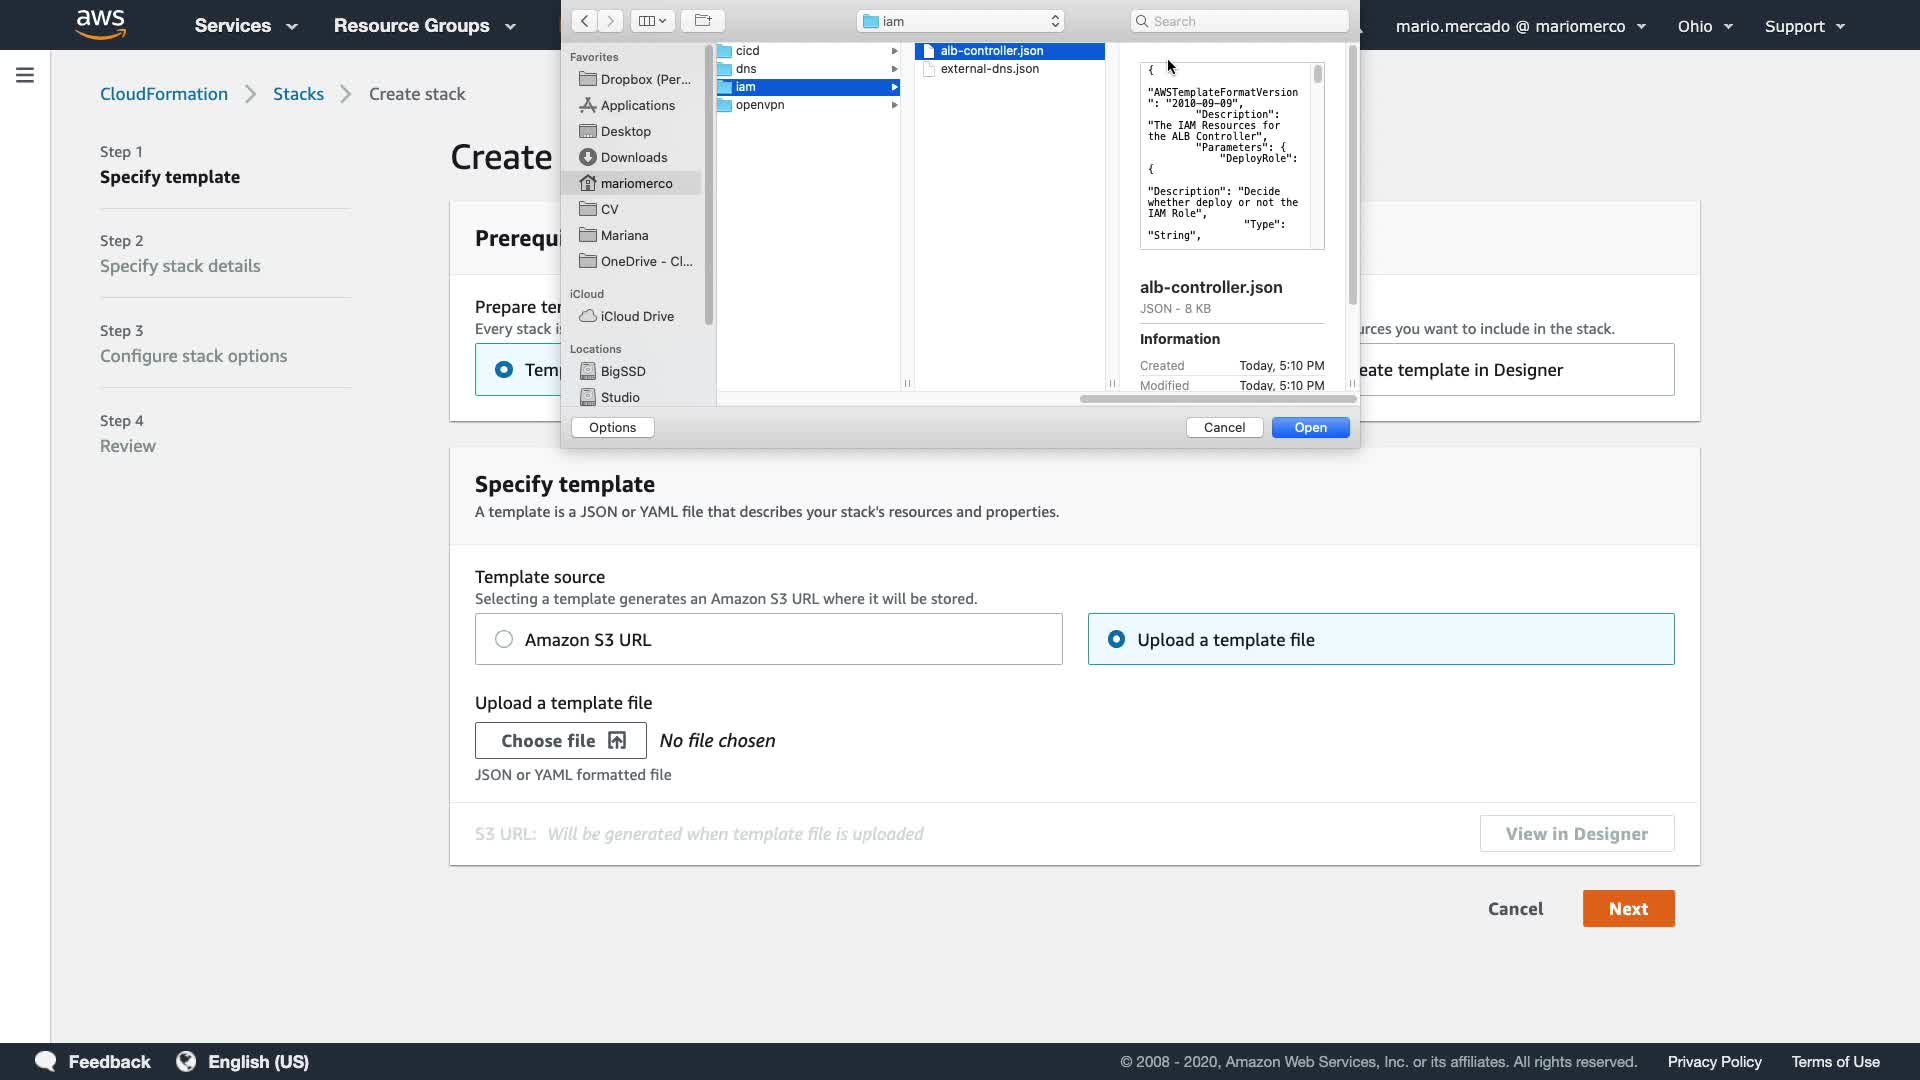 aws
Services
Resource Groups
mario.mercado @ mariomerco
Ohio
Support
iam
Search
Favorites
Dropbox (Per...
Applications
Desktop
Downloads
mariomerco
CV
Mariana
OneDrive - Cl...
iCloud
iCloud Drive
Locations
BigSSD
Studio
cicd
dns
iam
openvpn
alb-controller.json
external-dns.json
{
"AWSTemplateFormatVersion
": "2010-09-09",
"Description":
"The IAM Resources for
the ALB Controller",
"Parameters": {
"DeployRole":
{
"Description": "Decide
whether deploy or not the
IAM Role",
"Type":
"String",
alb-controller.json
JSON - 8 KB
Information
Created Today, 5:10 PM
Modified Today, 5:10 PM
Options
Cancel
Open
CloudFormation
Stacks
Create stack
Step 1
Specify template
Step 2
Specify stack details
Step 3
Configure stack options
Step 4
Review
Create
Prerequi
Prepare te
Every stack i
urces you want to include in the stack.
Tem
eate template in Designer
Specify template
A template is a JSON or YAML file that describes your stack's resources and properties.
Template source
Selecting a template generates an Amazon S3 URL where it will be stored.
Amazon S3 URL
Upload a template file
Upload a template file
Choose file
No file chosen
JSON or YAML formatted file
S3 URL: Will be generated when template file is uploaded
View in Designer
Cancel
Next
Feedback
English (US)
© 2008 - 2020, Amazon Web Services, Inc. or its affiliates. All rights reserved.
Privacy Policy
Terms of Use